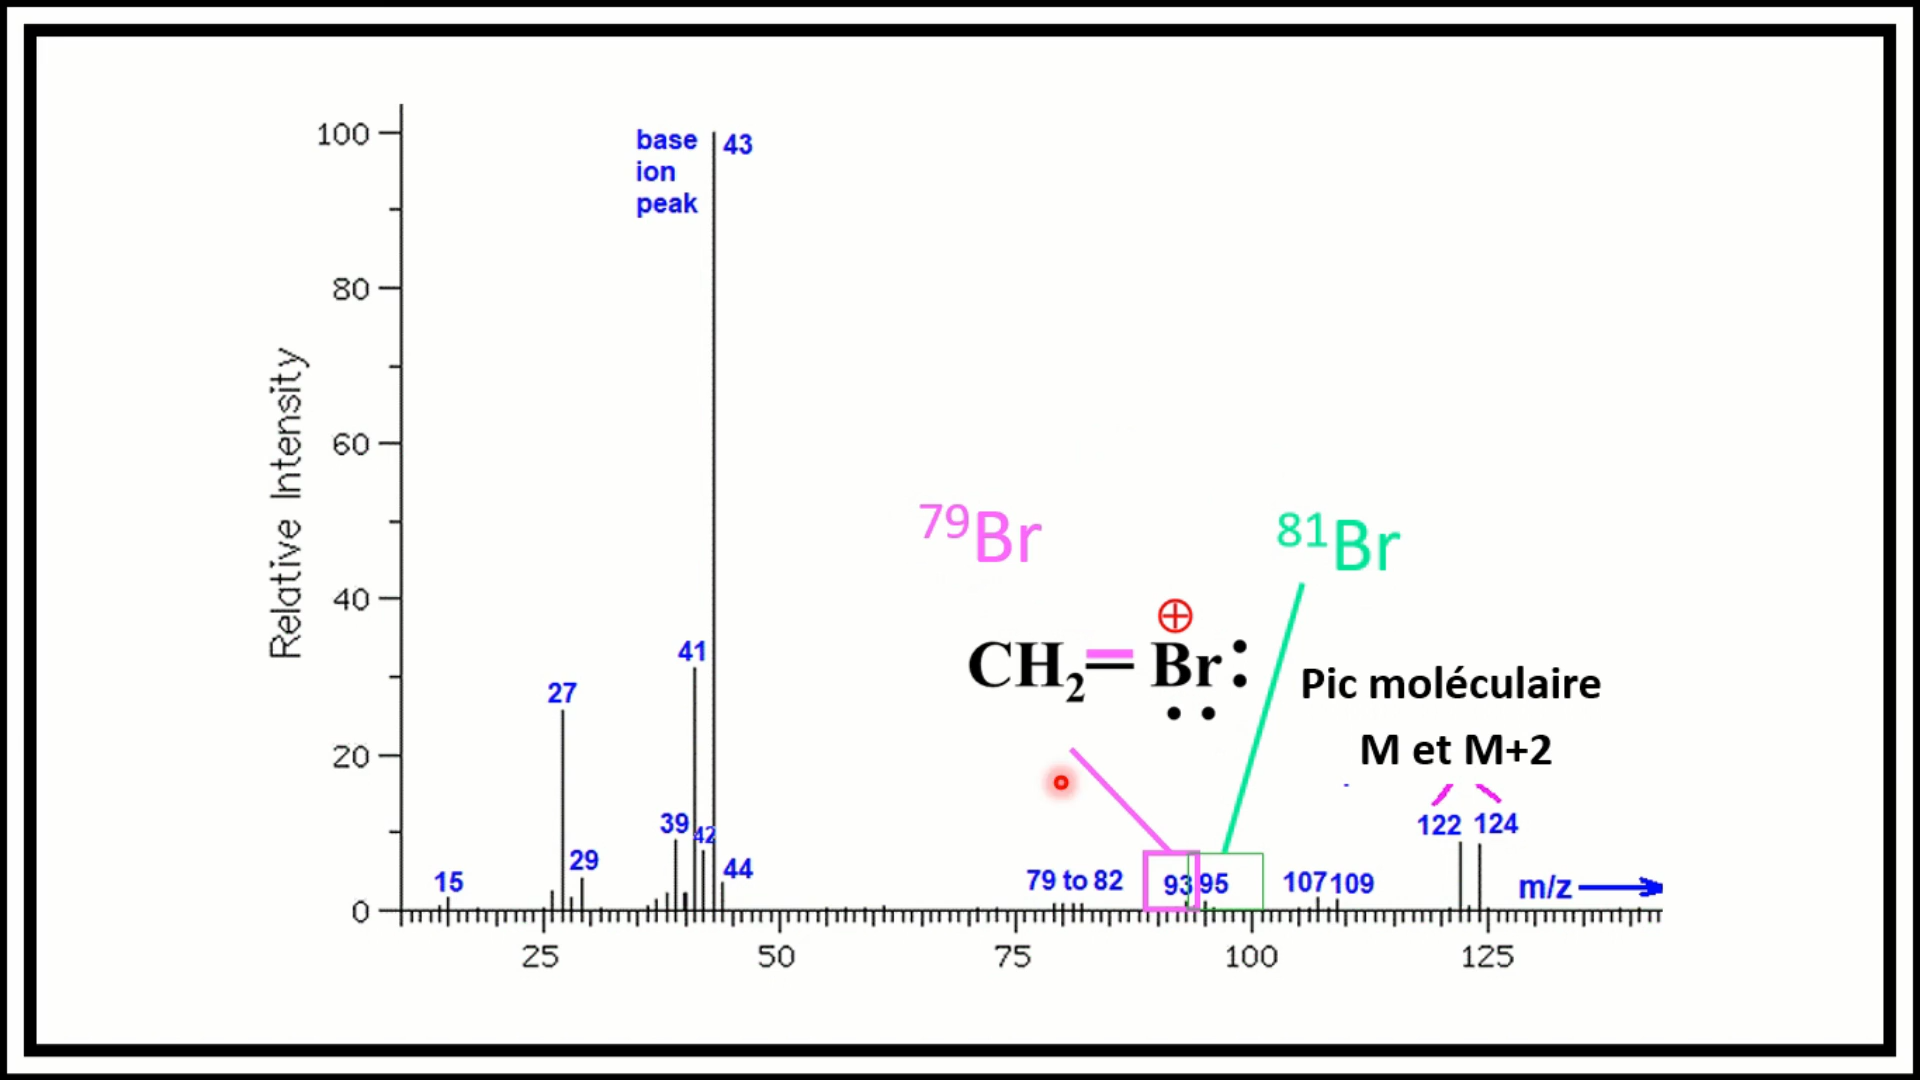 Relative Intensity
100
80
60
40
20
0
base
ion
peak
43
41
27
39
42
29
44
15
⁷⁹Br
⁸¹Br
⊕
CH₂=Br:
Pic moléculaire
M et M+2
122 124
79 to 82
93 95
107 109
m/z
25 50 75 100 125